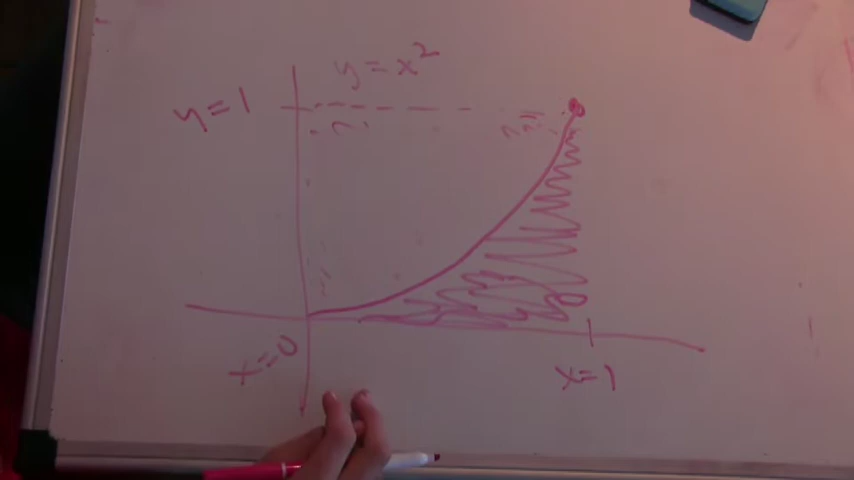 y = x²
y = 1
x = 0
x = 1